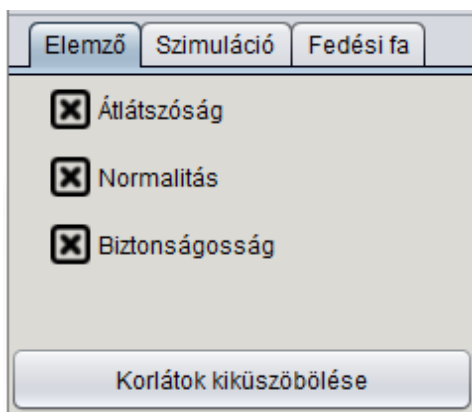 Elemző Szimuláció Fedési fa
Átlátszóság
Normalitás
Biztonságosság
Korlátok kiküszöbölése